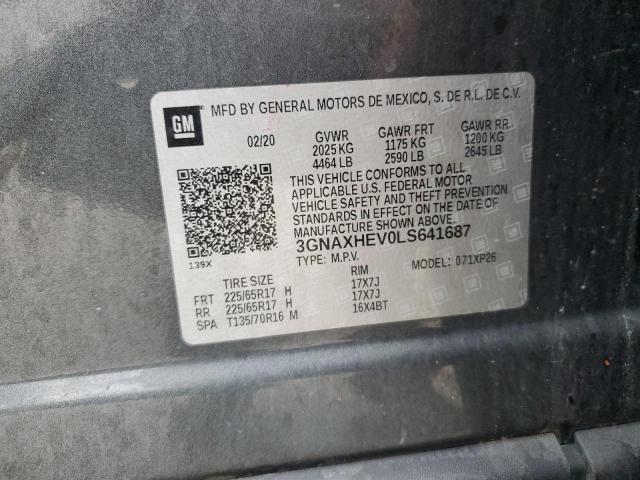 GM
MFD BY GENERAL MOTORS DE MEXICO, S. DE R.L. DE C.V.
02/20 GVWR GAWR FRT GAWR RR
2025 KG 1175 KG 1200 KG
4464 LB 2590 LB 2645 LB
THIS VEHICLE CONFORMS TO ALL
APPLICABLE U.S. FEDERAL MOTOR
VEHICLE SAFETY AND THEFT PREVENTION
STANDARDS IN EFFECT ON THE DATE OF
MANUFACTURE SHOWN ABOVE.
3GNAXHEV0LS641687
139X
TYPE: M.P.V. MODEL: 071XP26
TIRE SIZE RIM
FRT 225/65R17 H 17X7J
RR 225/65R17 H 17X7J
SPA T135/70R16 M 16X4BT